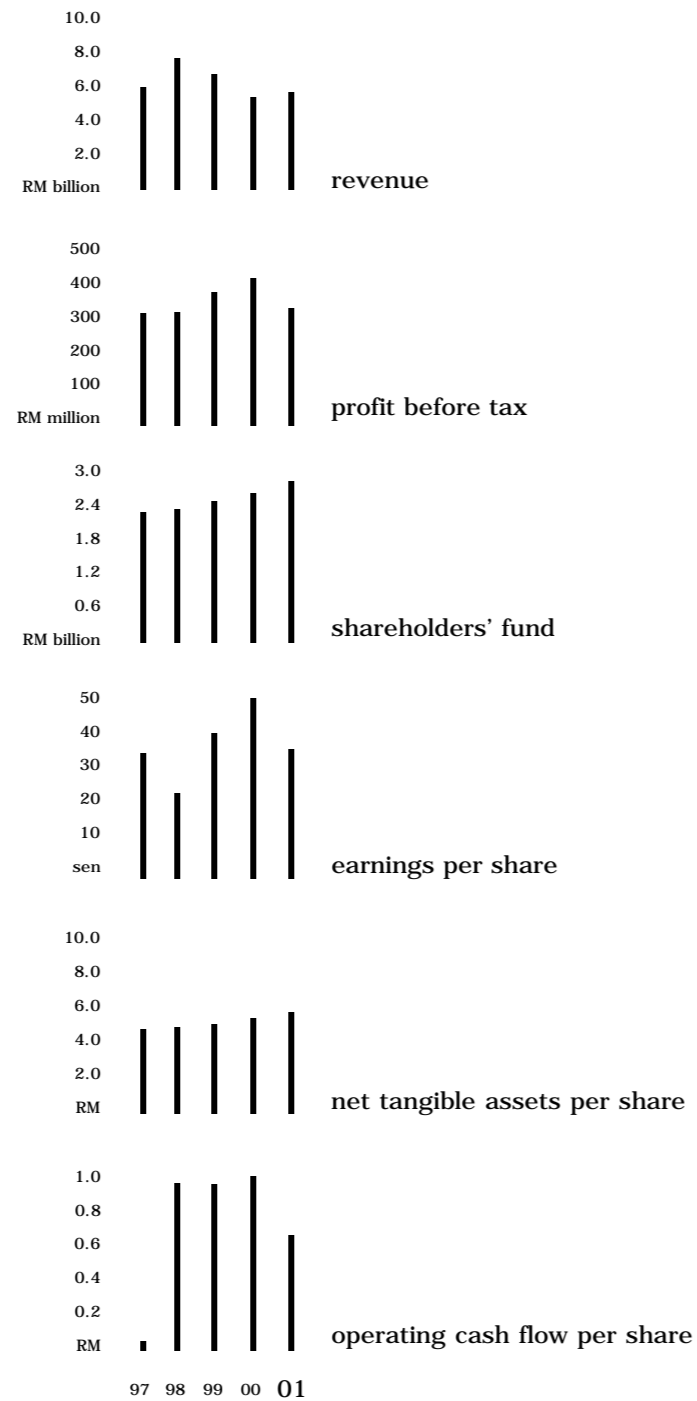 10.0
8.0
6.0
4.0
2.0
RM billion
revenue
500
400
300
200
100
RM million
profit before tax
3.0
2.4
1.8
1.2
0.6
RM billion
shareholders’ fund
50
40
30
20
10
sen
earnings per share
10.0
8.0
6.0
4.0
2.0
RM
net tangible assets per share
1.0
0.8
0.6
0.4
0.2
RM
operating cash flow per share
97 98 99 00 01